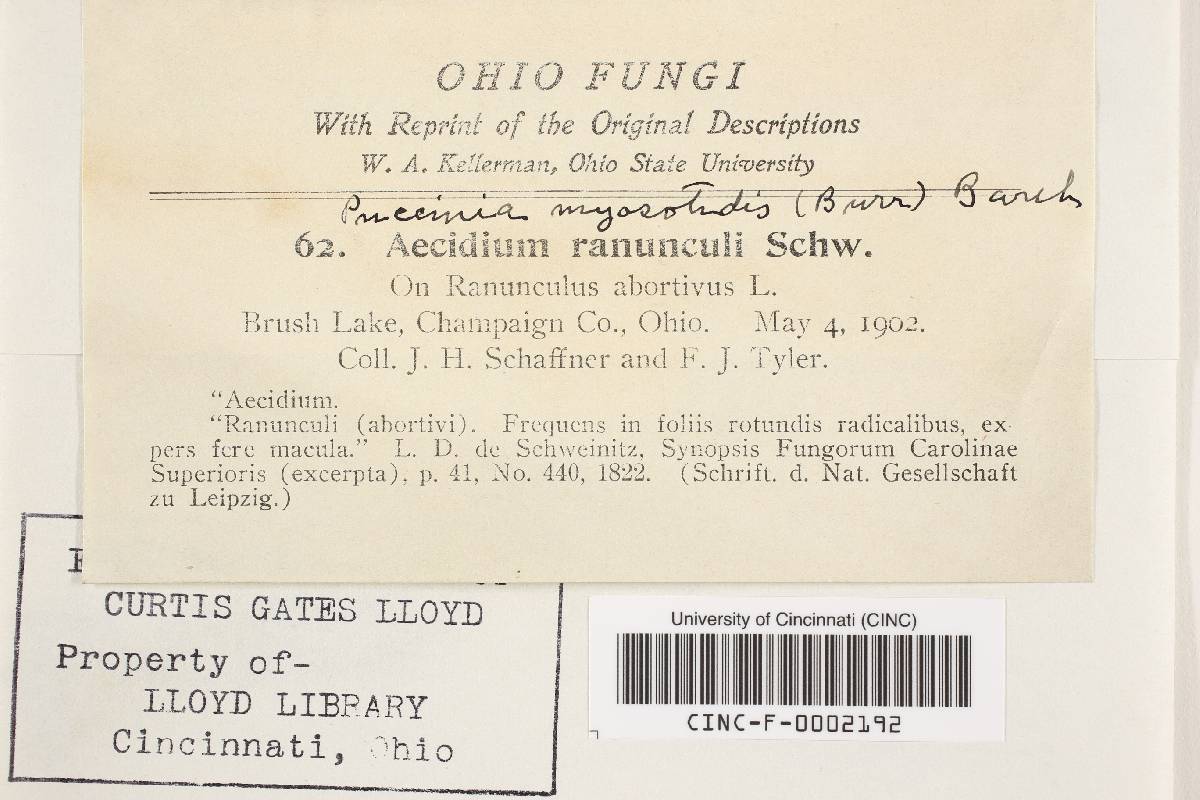 OHIO FUNGI
With Reprint of the Original Descriptions
W. A. Kellerman, Ohio State University
Puccinia myosotidis (Burr)
62. Aecidium ranunculi Schw.
On Ranunculus abortivus L.
Brush Lake, Champaign Co., Ohio. May 4, 1902.
Coll. J. H. Schaffner and F. J. Tyler.
"Aecidium.
"Ranunculi (abortivi). Frequens in foliis rotundis radicalibus, ex-
pers fere macula." L. D. de Schweinitz, Synopsis Fungorum Carolinae
Superioris (excerpta), p. 41, No. 440, 1822. (Schrift. d. Nat. Gesellschaft
zu Leipzig.)
CURTIS GATES LLOYD
Property of-
LLOYD LIBRARY
Cincinnati, Ohio
University of Cincinnati (CINC)
CINC-F-0002192